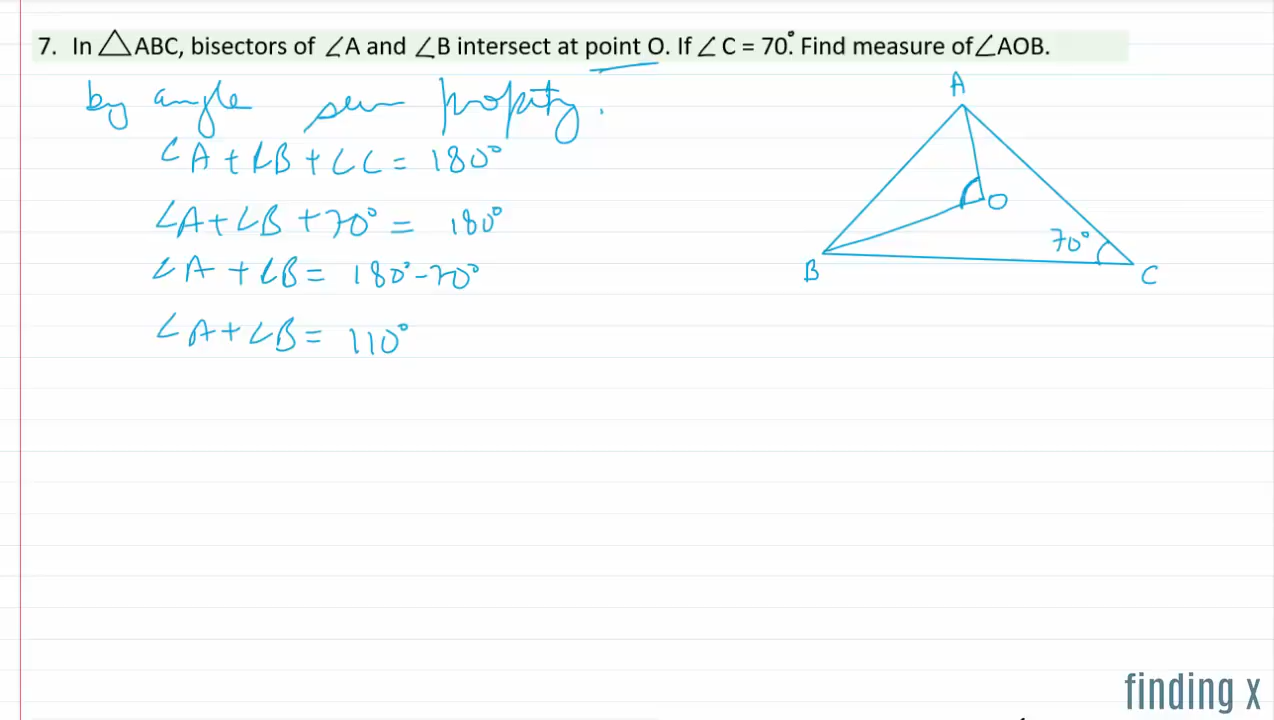 7. In △ABC, bisectors of ∠A and ∠B intersect at point O. If ∠C = 70°. Find measure of ∠AOB.
by angle sum property.
∠A + ∠B + ∠C = 180°
∠A + ∠B + 70° = 180°
∠A + ∠B = 180° - 70°
∠A + ∠B = 110°
A
O
70°
B
C
finding x